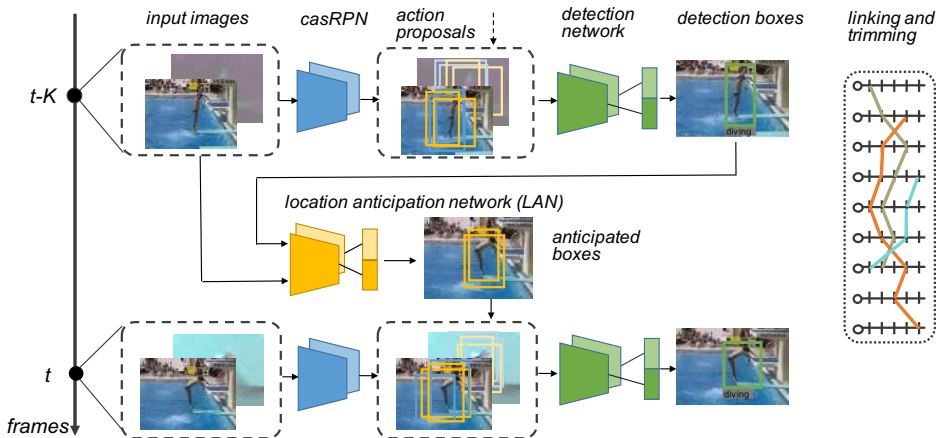 input images
casRPN
action
proposals
detection
network
detection boxes
linking and
trimming
t-K
diving
location anticipation network (LAN)
anticipated
boxes
t
diving
frames